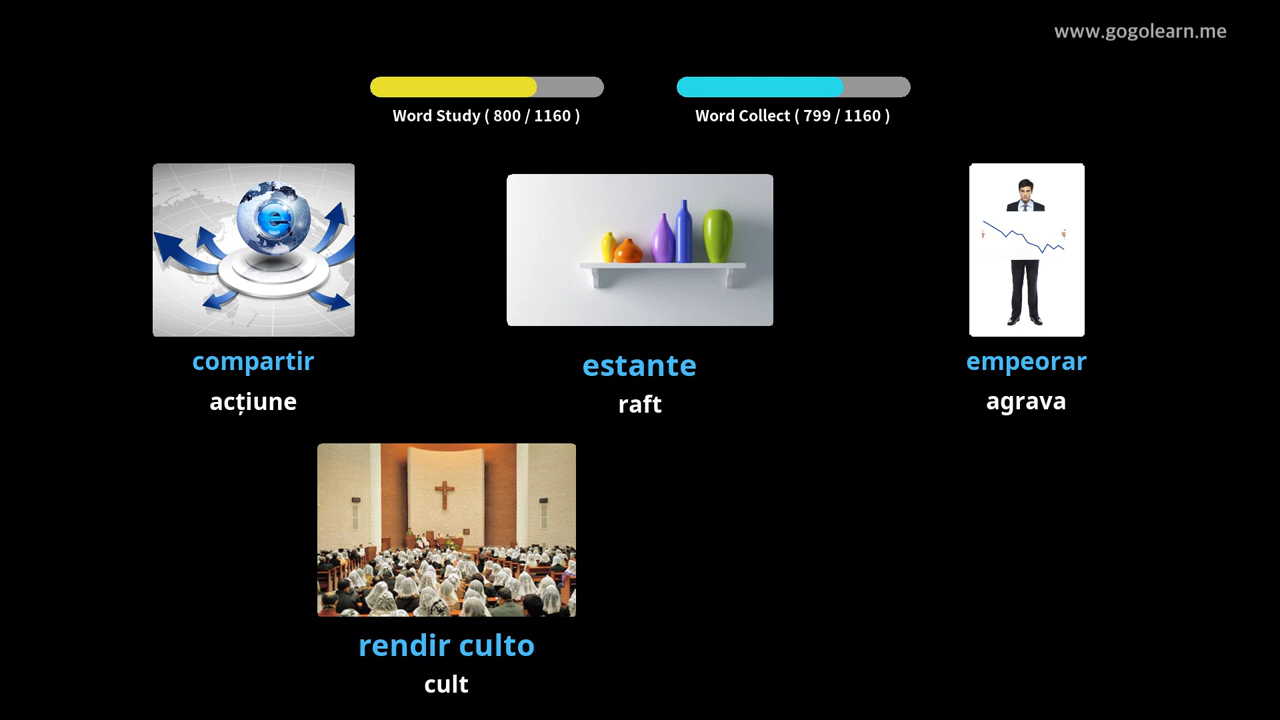 www.gogolearn.me
Word Study ( 800 / 1160 )
Word Collect ( 799 / 1160 )
e
compartir
acțiune
estante
raft
empeorar
agrava
rendir culto
cult